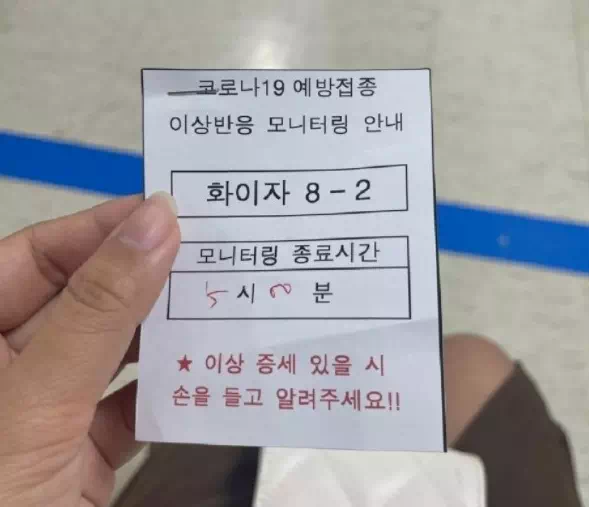 코로나19 예방접종
이상반응 모니터링 안내
화이자 8 - 2
모니터링 종료시간
5시 분
★ 이상 증세 있을 시
손을 들고 알려주세요!!